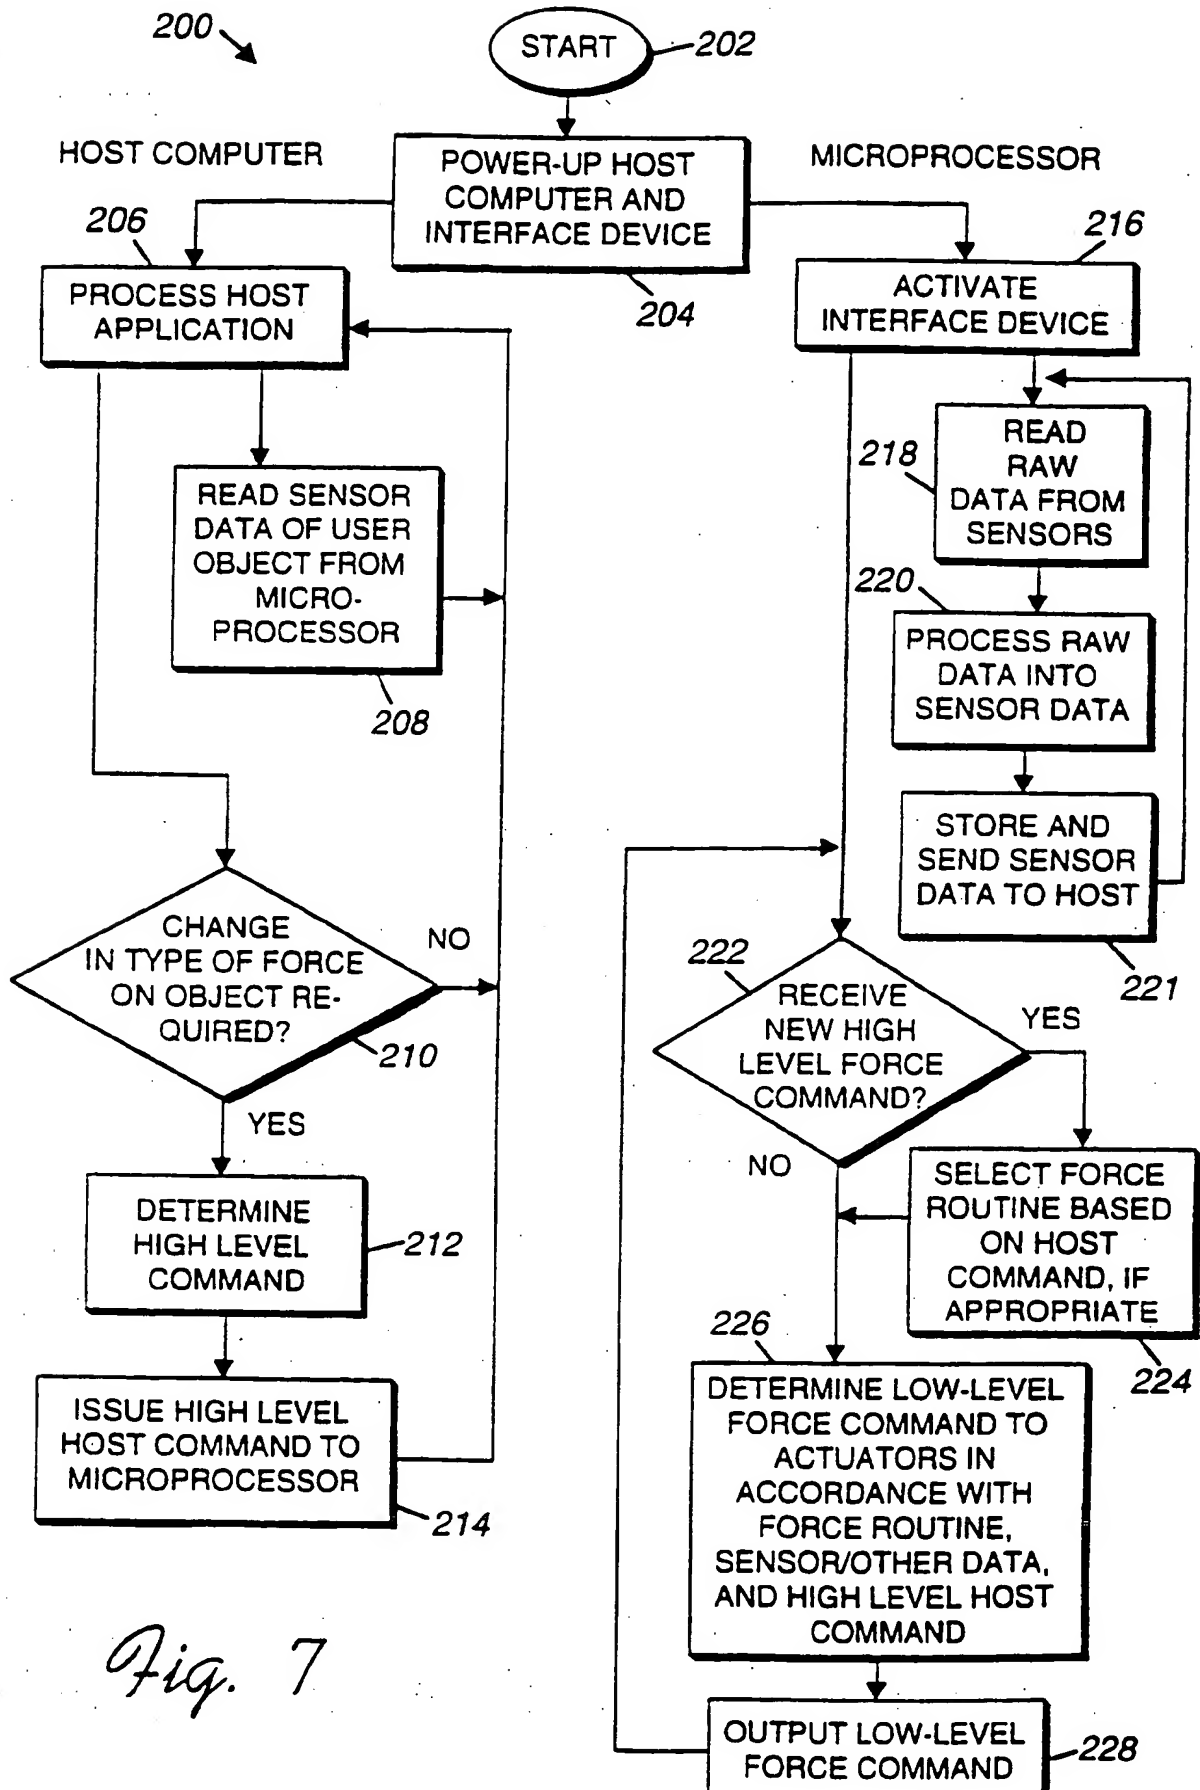 200
START
202
HOST COMPUTER
POWER-UP HOST
COMPUTER AND
INTERFACE DEVICE
204
MICROPROCESSOR
206
PROCESS HOST
APPLICATION
READ SENSOR
DATA OF USER
OBJECT FROM
MICRO-
PROCESSOR
208
CHANGE
IN TYPE OF FORCE
ON OBJECT RE-
QUIRED?
NO
210
YES
DETERMINE
HIGH LEVEL
COMMAND
212
ISSUE HIGH LEVEL
HOST COMMAND TO
MICROPROCESSOR
214
216
ACTIVATE
INTERFACE DEVICE
218
READ
RAW
DATA FROM
SENSORS
220
PROCESS RAW
DATA INTO
SENSOR DATA
STORE AND
SEND SENSOR
DATA TO HOST
221
222
RECEIVE
NEW HIGH
LEVEL FORCE
COMMAND?
YES
NO
SELECT FORCE
ROUTINE BASED
ON HOST
COMMAND, IF
APPROPRIATE
224
226
DETERMINE LOW-LEVEL
FORCE COMMAND TO
ACTUATORS IN
ACCORDANCE WITH
FORCE ROUTINE,
SENSOR/OTHER DATA,
AND HIGH LEVEL HOST
COMMAND
OUTPUT LOW-LEVEL
FORCE COMMAND
228
Fig. 7